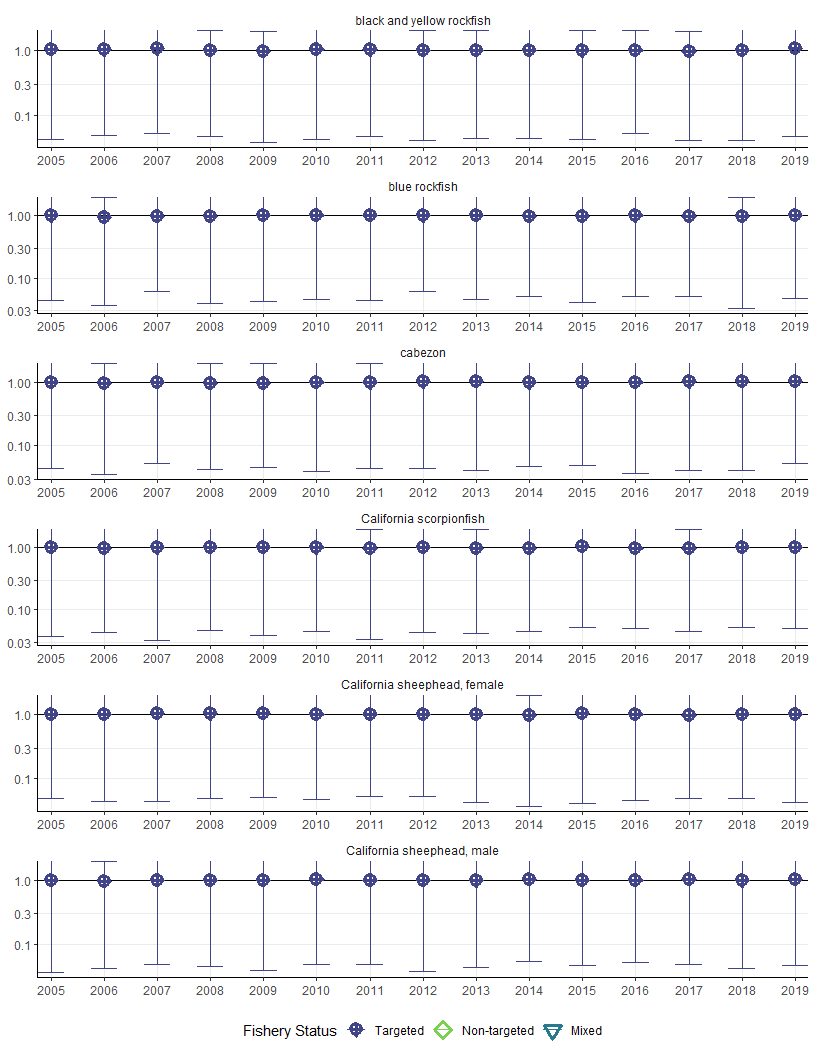 black and yellow rockfish
1.0
0.3
0.1
2005 2006 2007 2008 2009 2010 2011 2012 2013 2014 2015 2016 2017 2018 2019
blue rockfish
1.00
0.30
0.10
0.03
2005 2006 2007 2008 2009 2010 2011 2012 2013 2014 2015 2016 2017 2018 2019
cabezon
1.00
0.30
0.10
0.03
2005 2006 2007 2008 2009 2010 2011 2012 2013 2014 2015 2016 2017 2018 2019
California scorpionfish
1.00
0.30
0.10
0.03
2005 2006 2007 2008 2009 2010 2011 2012 2013 2014 2015 2016 2017 2018 2019
California sheephead, female
1.0
0.3
0.1
2005 2006 2007 2008 2009 2010 2011 2012 2013 2014 2015 2016 2017 2018 2019
California sheephead, male
1.0
0.3
0.1
2005 2006 2007 2008 2009 2010 2011 2012 2013 2014 2015 2016 2017 2018 2019
Fishery Status Targeted Non-targeted Mixed